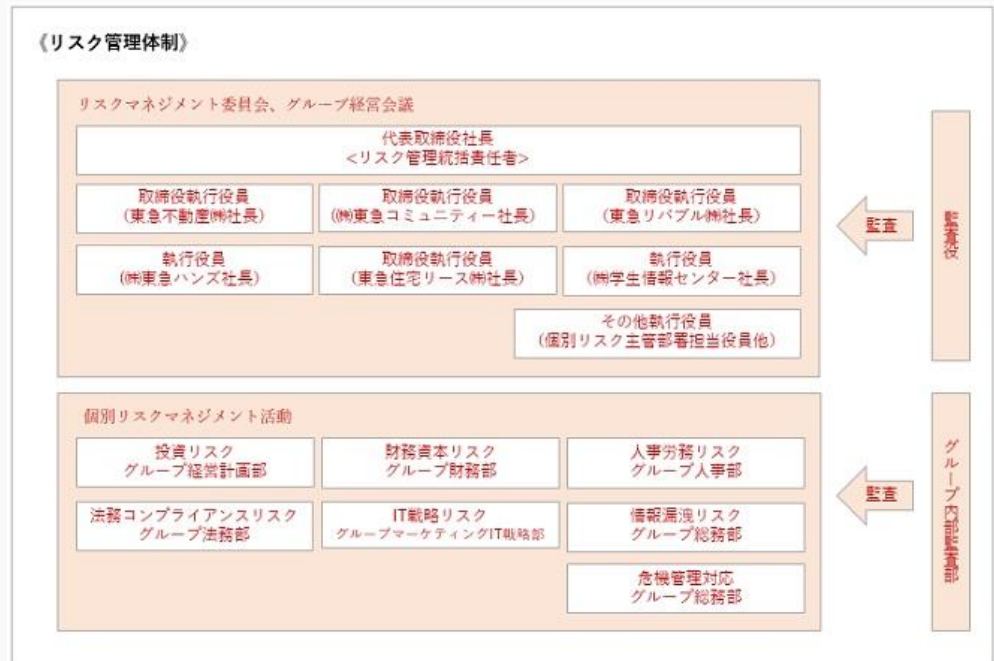 《リスク管理体制》
リスクマネジメント委員会、グループ経営会議
代表取締役社長
<リスク管理統括責任者>
取締役執行役員
(東急不動産㈱社長)
取締役執行役員
(㈱東急コミュニティー社長)
取締役執行役員
(東急リバブル㈱社長)
執行役員
(㈱東急ハンズ社長)
取締役執行役員
(東急住宅リース㈱社長)
執行役員
(㈱学生情報センター社長)
その他執行役員
(個別リスク主管部署担当役員他)
監査
監査役
個別リスクマネジメント活動
投資リスク
グループ経営計画部
財務資本リスク
グループ財務部
人事労務リスク
グループ人事部
法務コンプライアンスリスク
グループ法務部
IT戦略リスク
グループマーケティングIT戦略部
情報漏洩リスク
グループ総務部
危機管理対応
グループ総務部
監査
グループ内部監査部